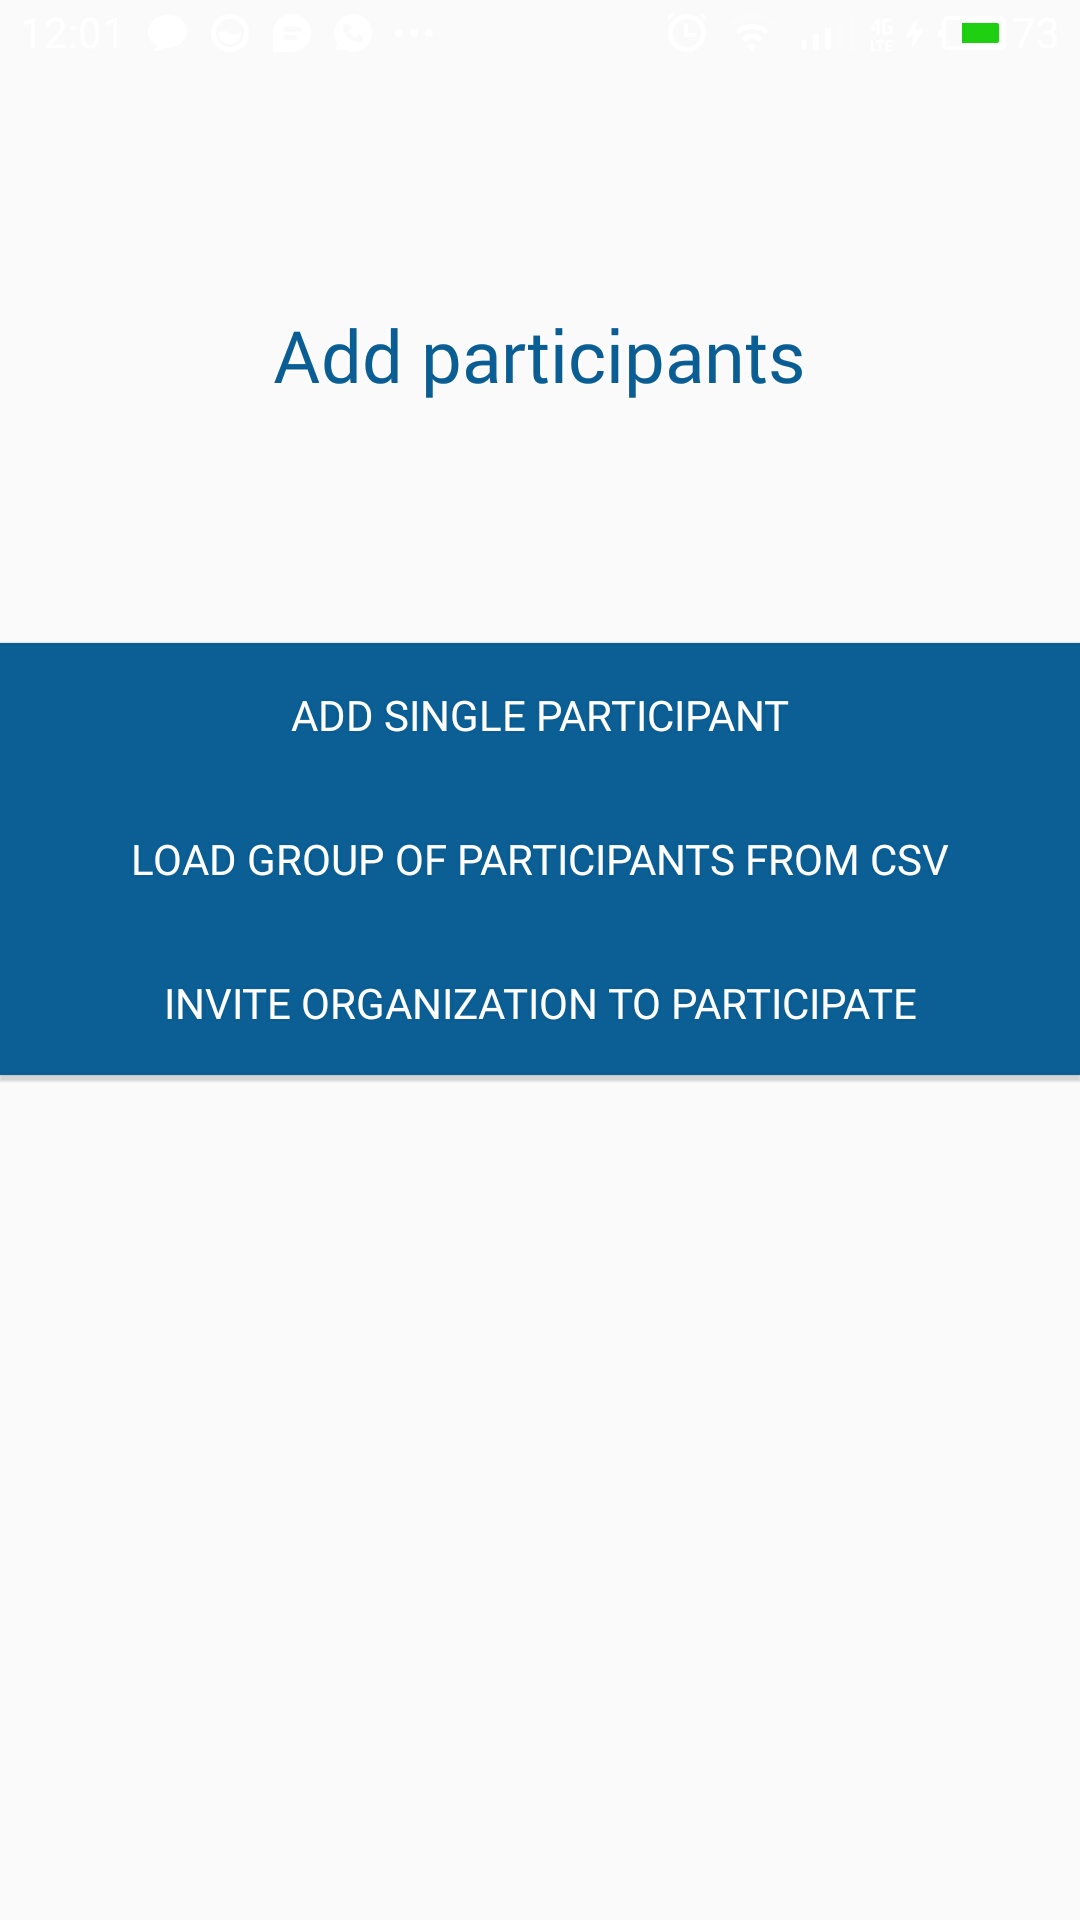 12:01 4G LTE 73
Add participants
ADD SINGLE PARTICIPANT
LOAD GROUP OF PARTICIPANTS FROM CSV
INVITE ORGANIZATION TO PARTICIPATE